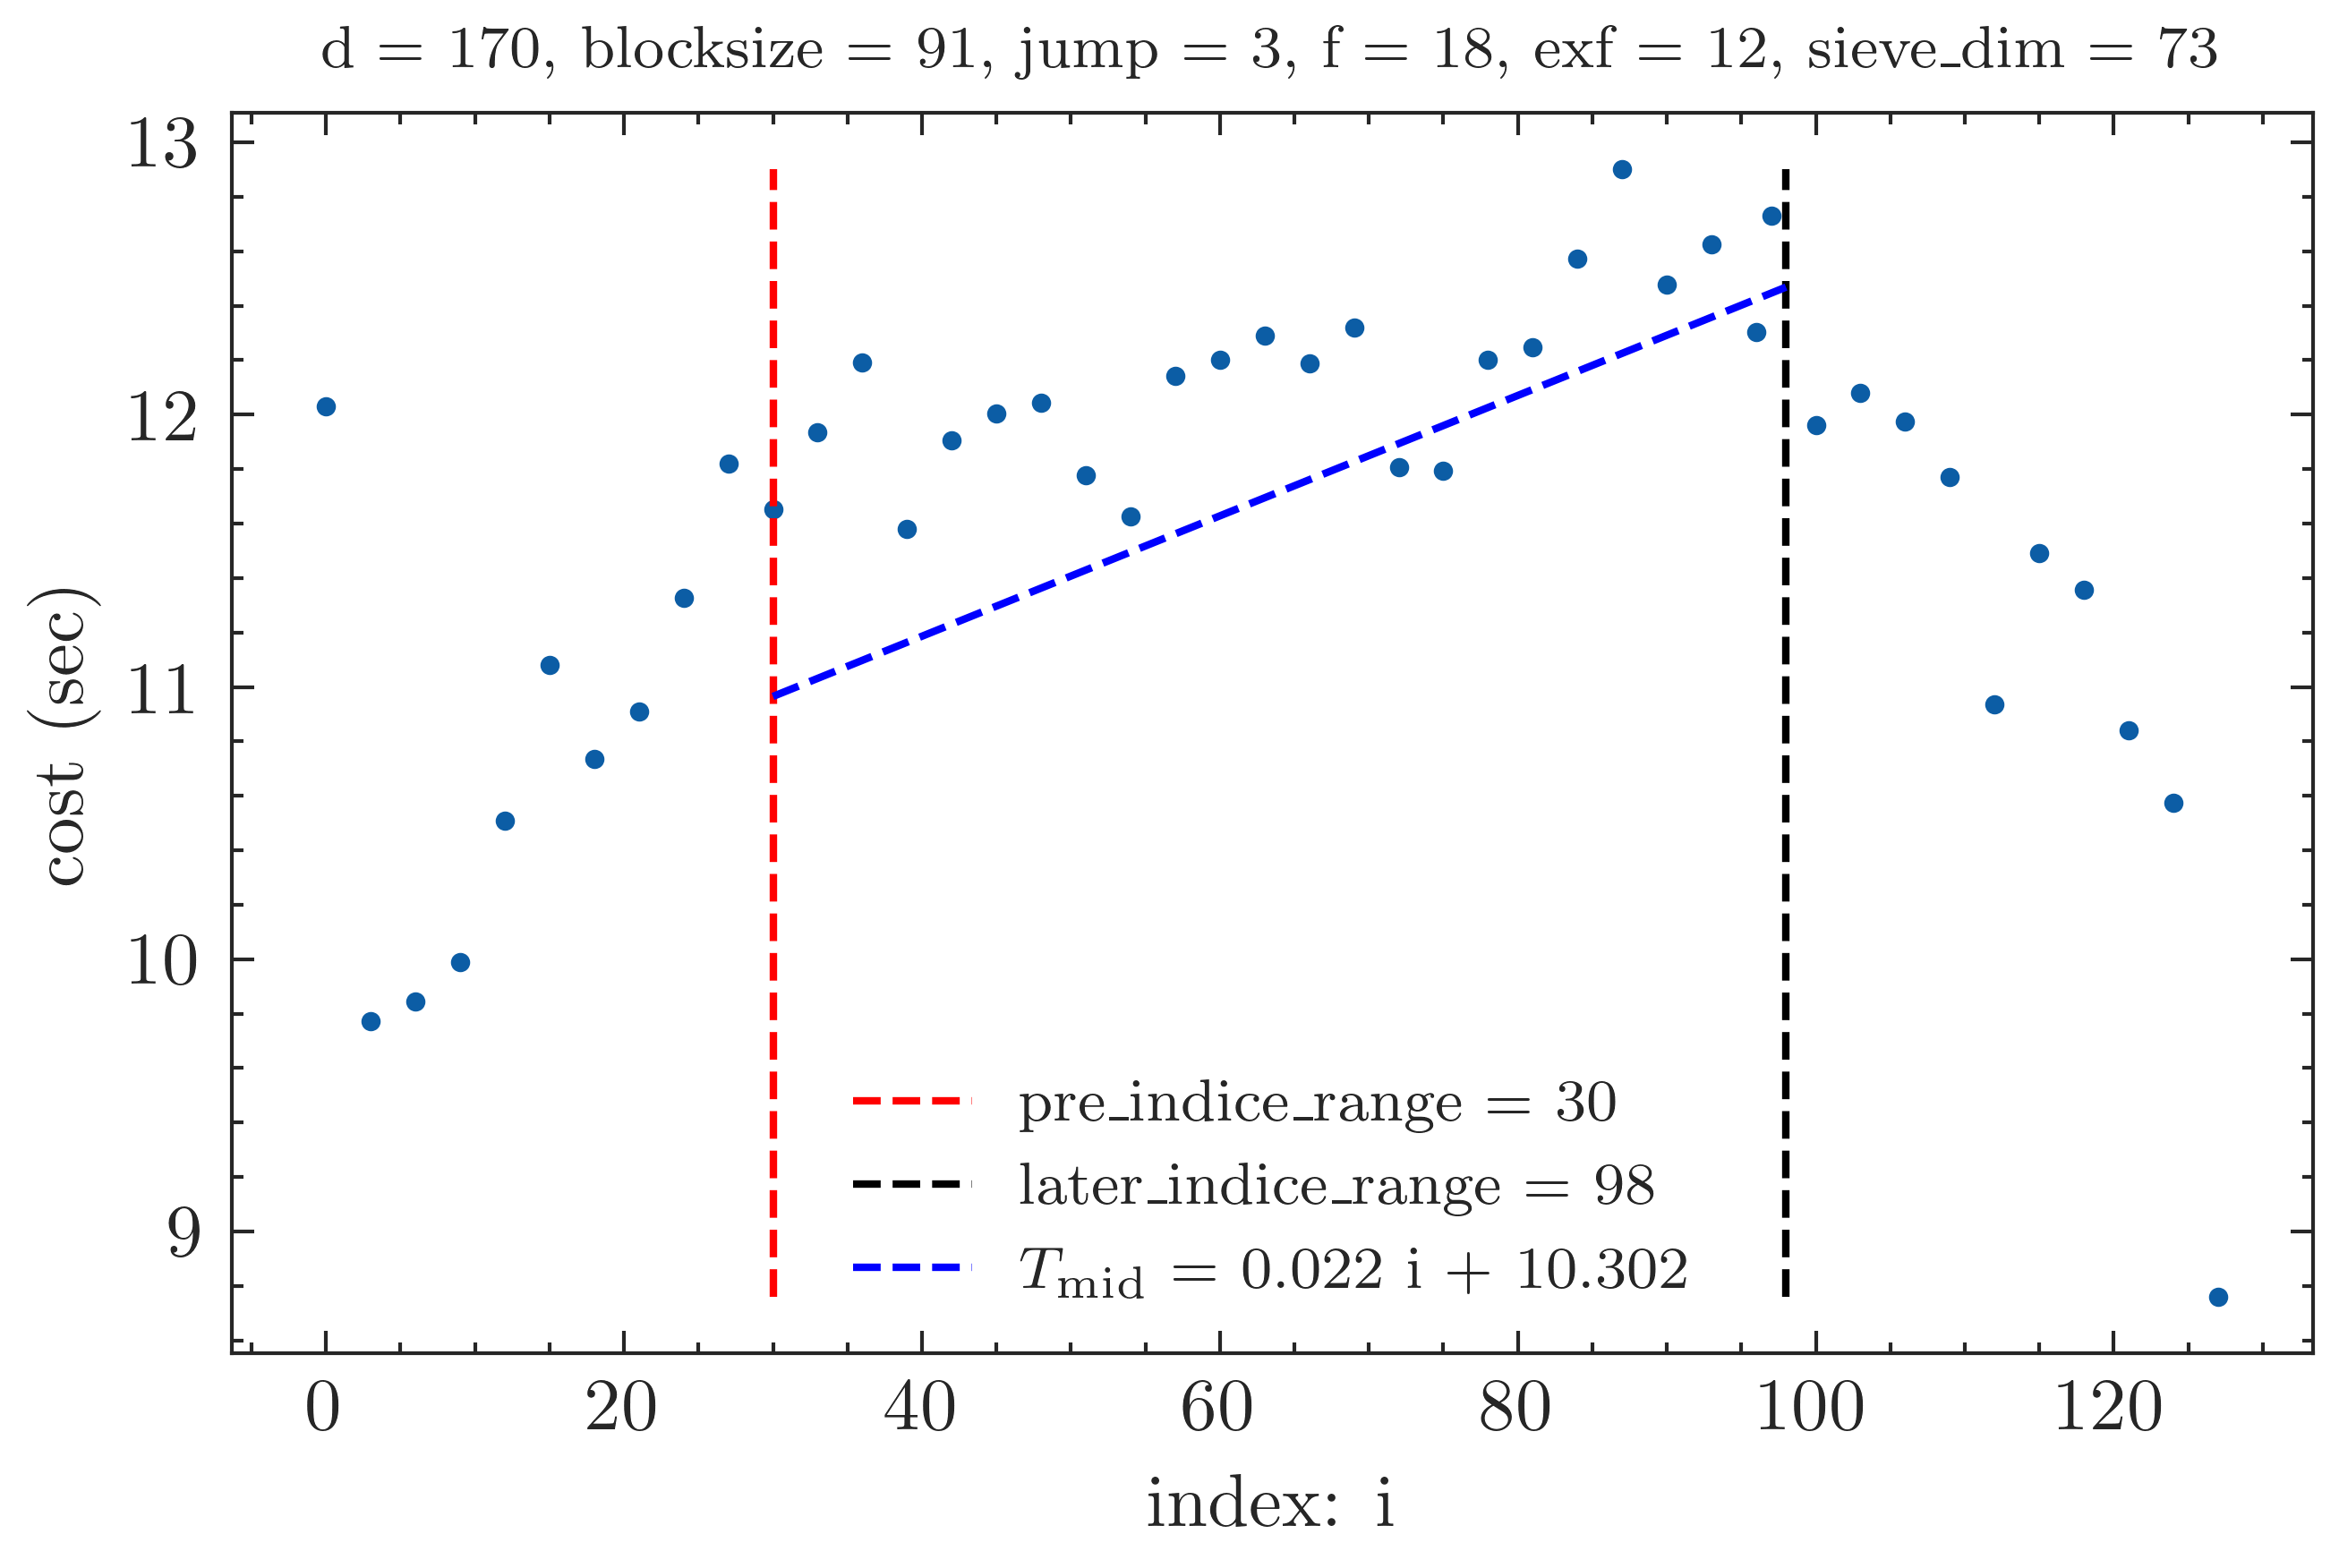 d = 170, blocksize = 91, jump = 3, f = 18, exf = 12, sieve_dim = 73
13
12
11
10
9
cost (sec)
pre_indice_range = 30
later_indice_range = 98
T_mid = 0.022 i + 10.302
0 20 40 60 80 100 120
index: i